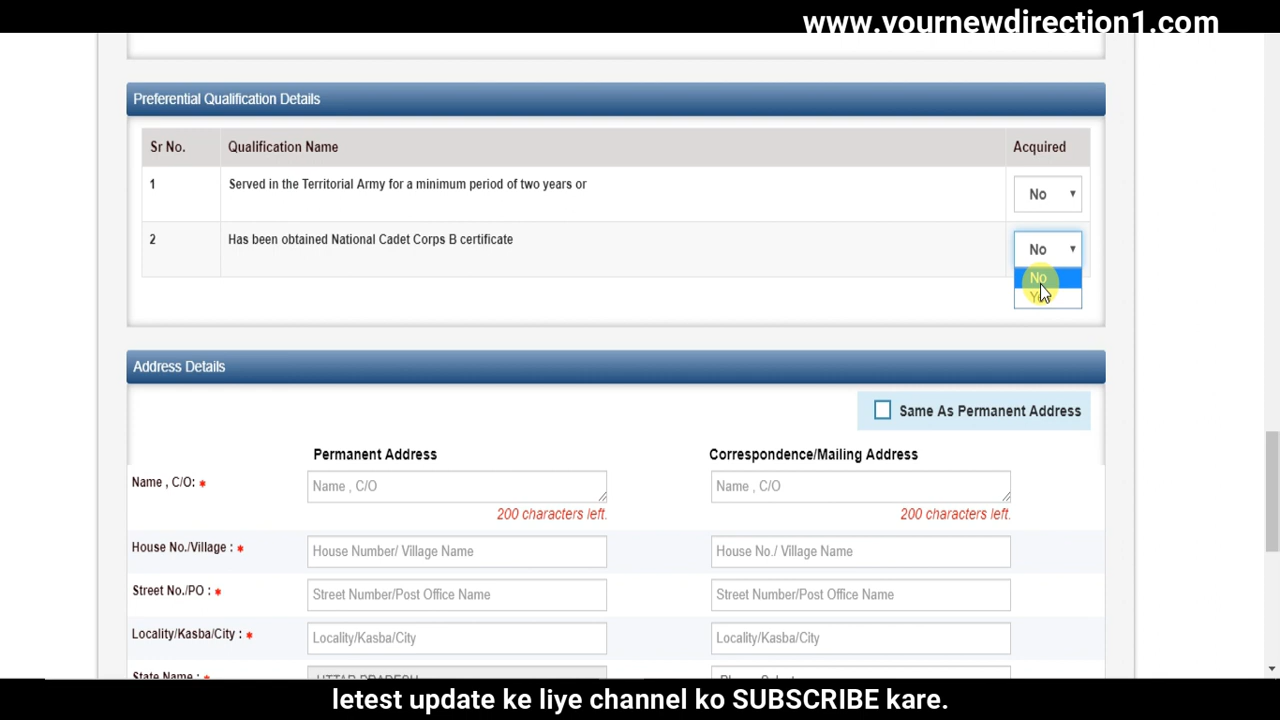 www.vournewdirection1.com
Preferential Qualification Details
Sr No. Qualification Name Acquired
1 Served in the Territorial Army for a minimum period of two years or No
2 Has been obtained National Cadet Corps B certificate No
No
Address Details
Same As Permanent Address
Permanent Address Correspondence/Mailing Address
Name , C/O: * Name , C/O Name , C/O
200 characters left. 200 characters left.
House No./Village : * House Number/ Village Name House No./ Village Name
Street No./PO : * Street Number/Post Office Name Street Number/Post Office Name
Locality/Kasba/City : * Locality/Kasba/City Locality/Kasba/City
State Name : * UTTAR PRADESH
letest update ke liye channel ko SUBSCRIBE kare.